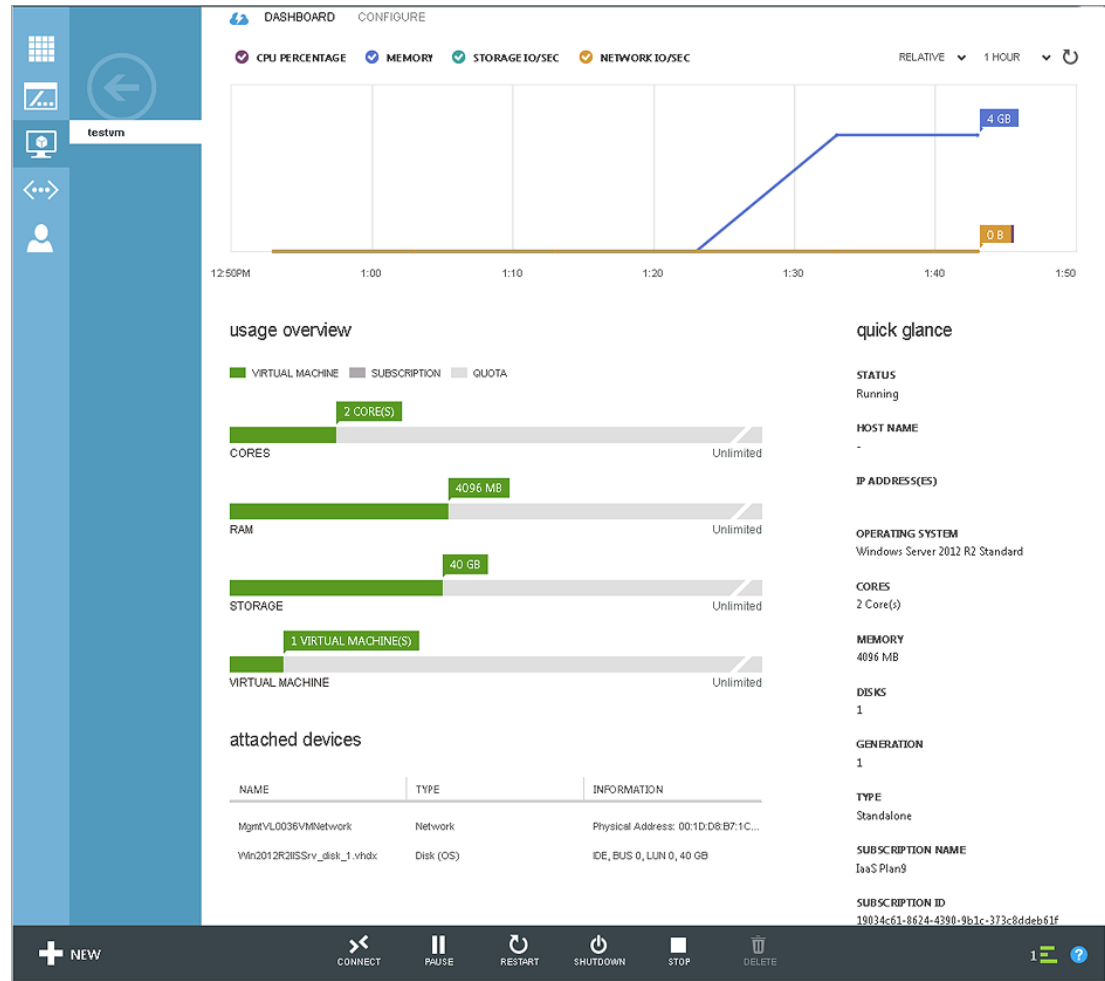 DASHBOARD CONFIGURE
CPU PERCENTAGE MEMORY STORAGE IO/SEC NETWORK IO/SEC RELATIVE 1 HOUR
testvm
4 GB
0 B
12:50PM 1:00 1:10 1:20 1:30 1:40 1:50
usage overview
VIRTUAL MACHINE SUBSCRIPTION QUOTA
2 CORE(S)
CORES Unlimited
4096 MB
RAM Unlimited
40 GB
STORAGE Unlimited
1 VIRTUAL MACHINE(S)
VIRTUAL MACHINE Unlimited
attached devices
NAME TYPE INFORMATION
MgmtVL0036VMNetwork Network Physical Address: 00:1D:D8:B7:1C...
Win2012R2IISSrv_disk_1.vhdx Disk (OS) IDE, BUS 0, LUN 0, 40 GB
quick glance
STATUS
Running
HOST NAME
-
IP ADDRESS(ES)
OPERATING SYSTEM
Windows Server 2012 R2 Standard
CORES
2 Core(s)
MEMORY
4096 MB
DISKS
1
GENERATION
1
TYPE
Standalone
SUBSCRIPTION NAME
IaaS Plan9
SUBSCRIPTION ID
19034c61-8624-4390-9b1c-373c8ddeb61f
NEW CONNECT PAUSE RESTART SHUTDOWN STOP DELETE 1 ?